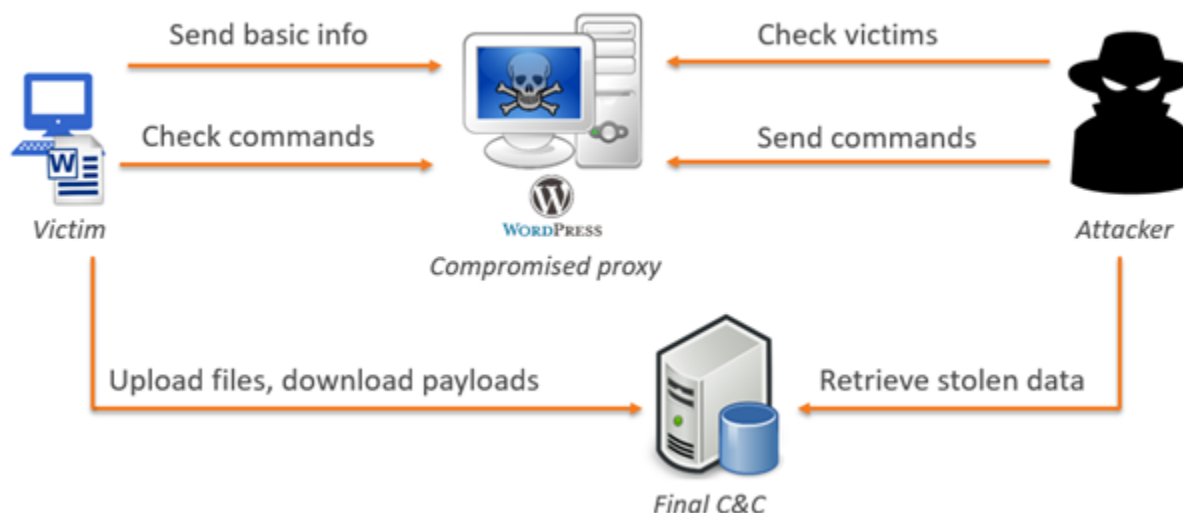 Send basic info
Check victims
Check commands
Send commands
W
W
WORDPRESS
Victim
Compromised proxy
Attacker
Upload files, download payloads
Retrieve stolen data
Final C&C